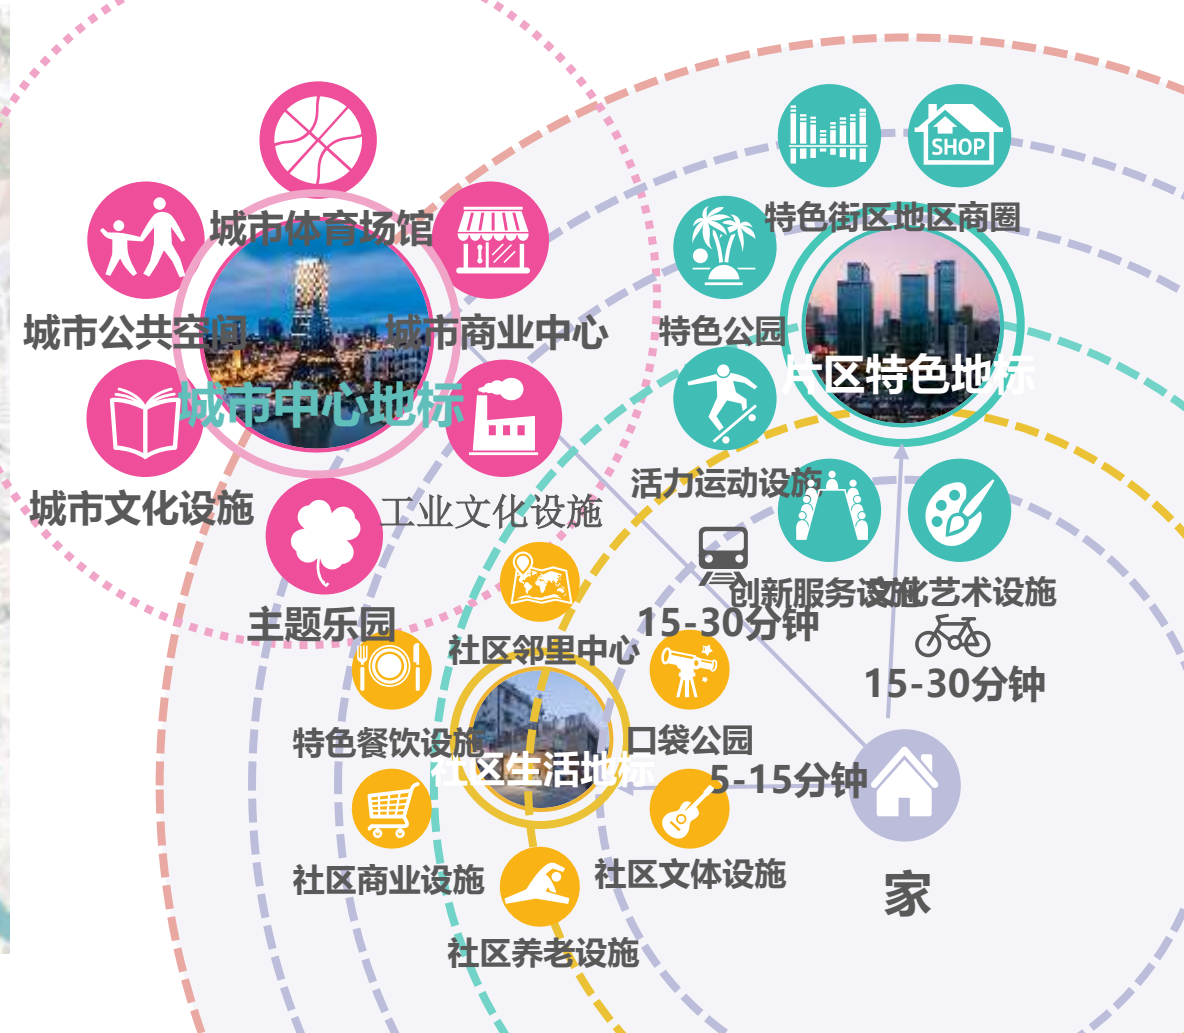 SHOP
特色街区地区商圈
城市体育场馆
城市公共空间
城市商业中心
特色公园
片区特色地标
城市中心地标
活力运动设施
城市文化设施
工业文化设施
创新服务设施
文化艺术设施
主题乐园
15-30分钟
社区邻里中心
15-30分钟
特色餐饮设施
口袋公园
社区生活地标
5-15分钟
社区商业设施
社区文体设施
家
社区养老设施